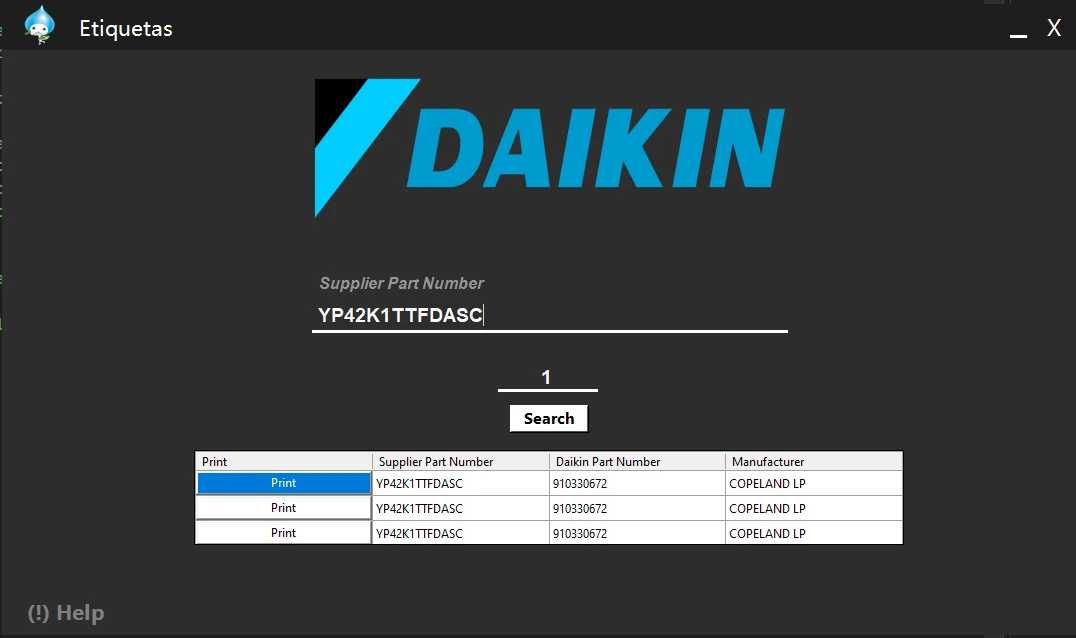 Etiquetas
_ X
DAIKIN
Supplier Part Number
YP42K1TTFDASC
1
Search
Print Supplier Part Number Daikin Part Number Manufacturer
Print YP42K1TTFDASC 910330672 COPELAND LP
Print YP42K1TTFDASC 910330672 COPELAND LP
Print YP42K1TTFDASC 910330672 COPELAND LP
(!) Help